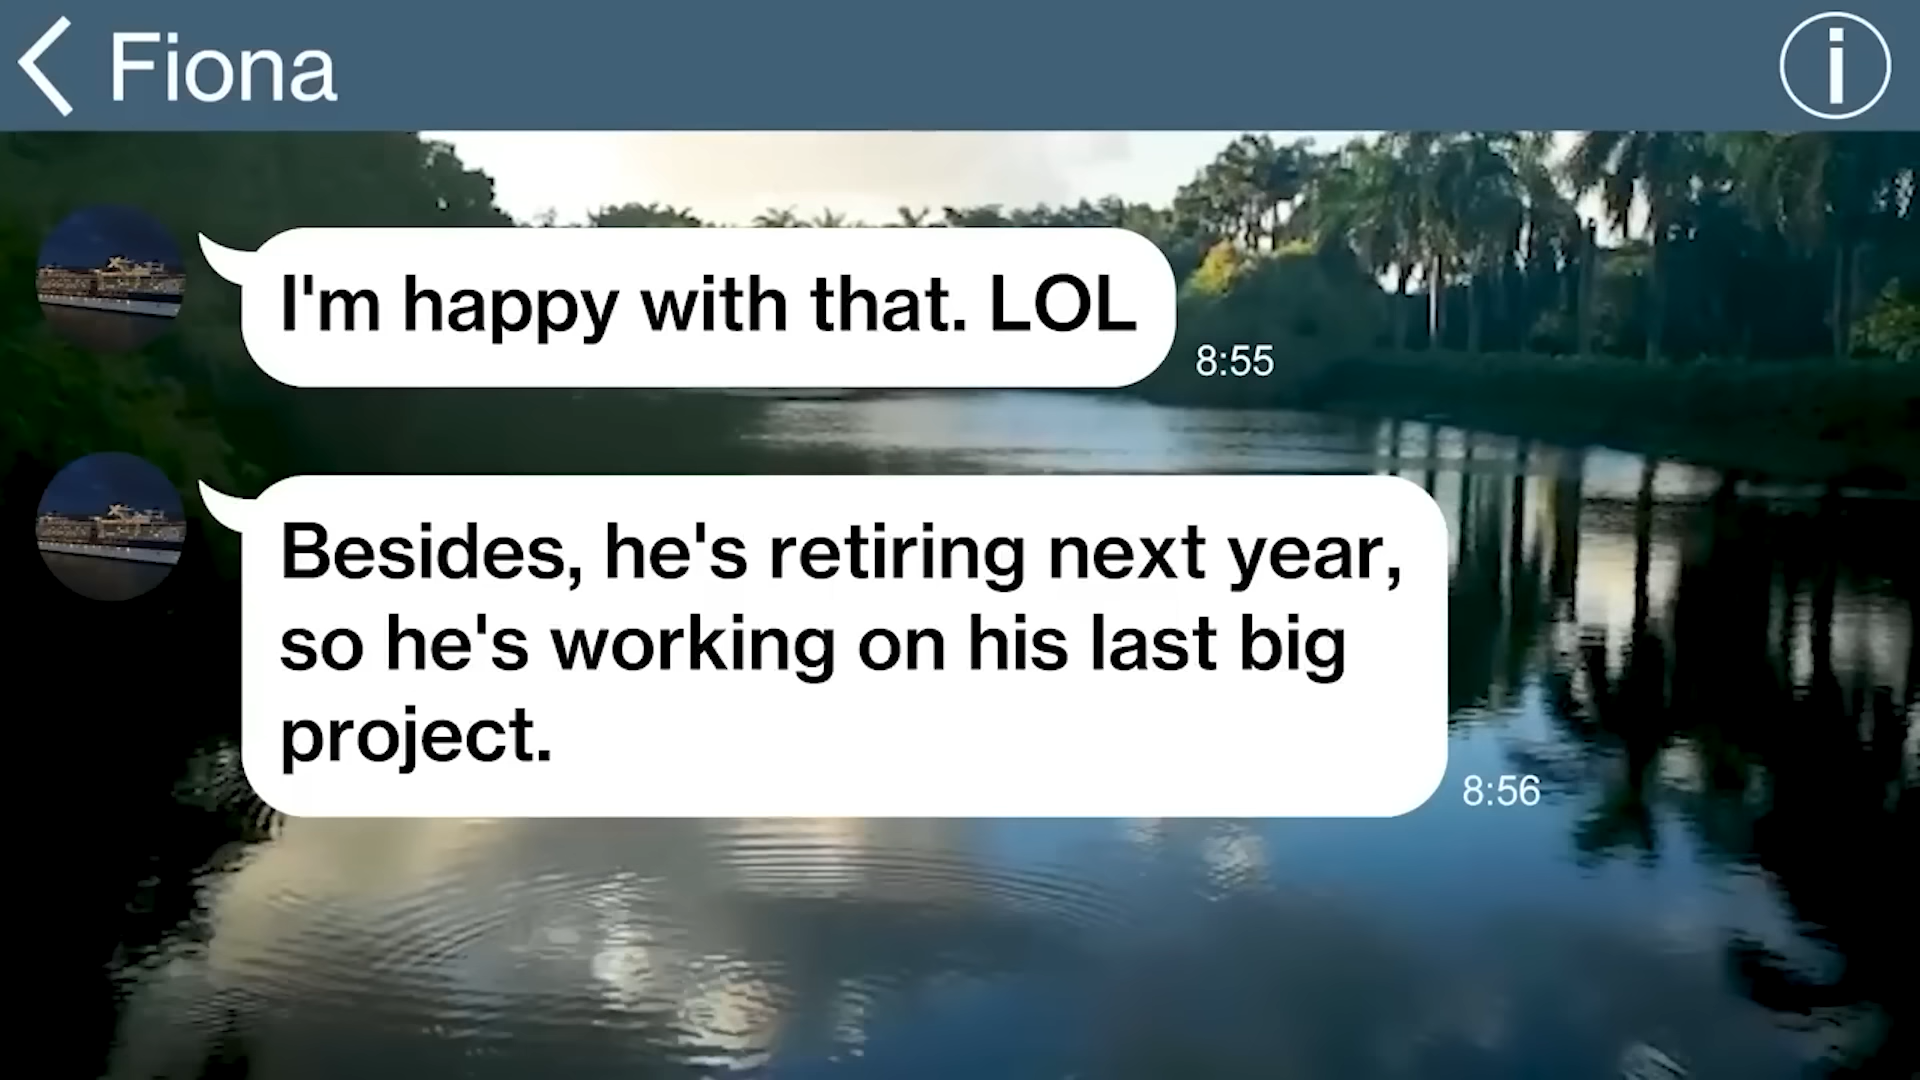 Fiona
I'm happy with that. LOL
8:55
Besides, he's retiring next year,
so he's working on his last big
project.
8:56